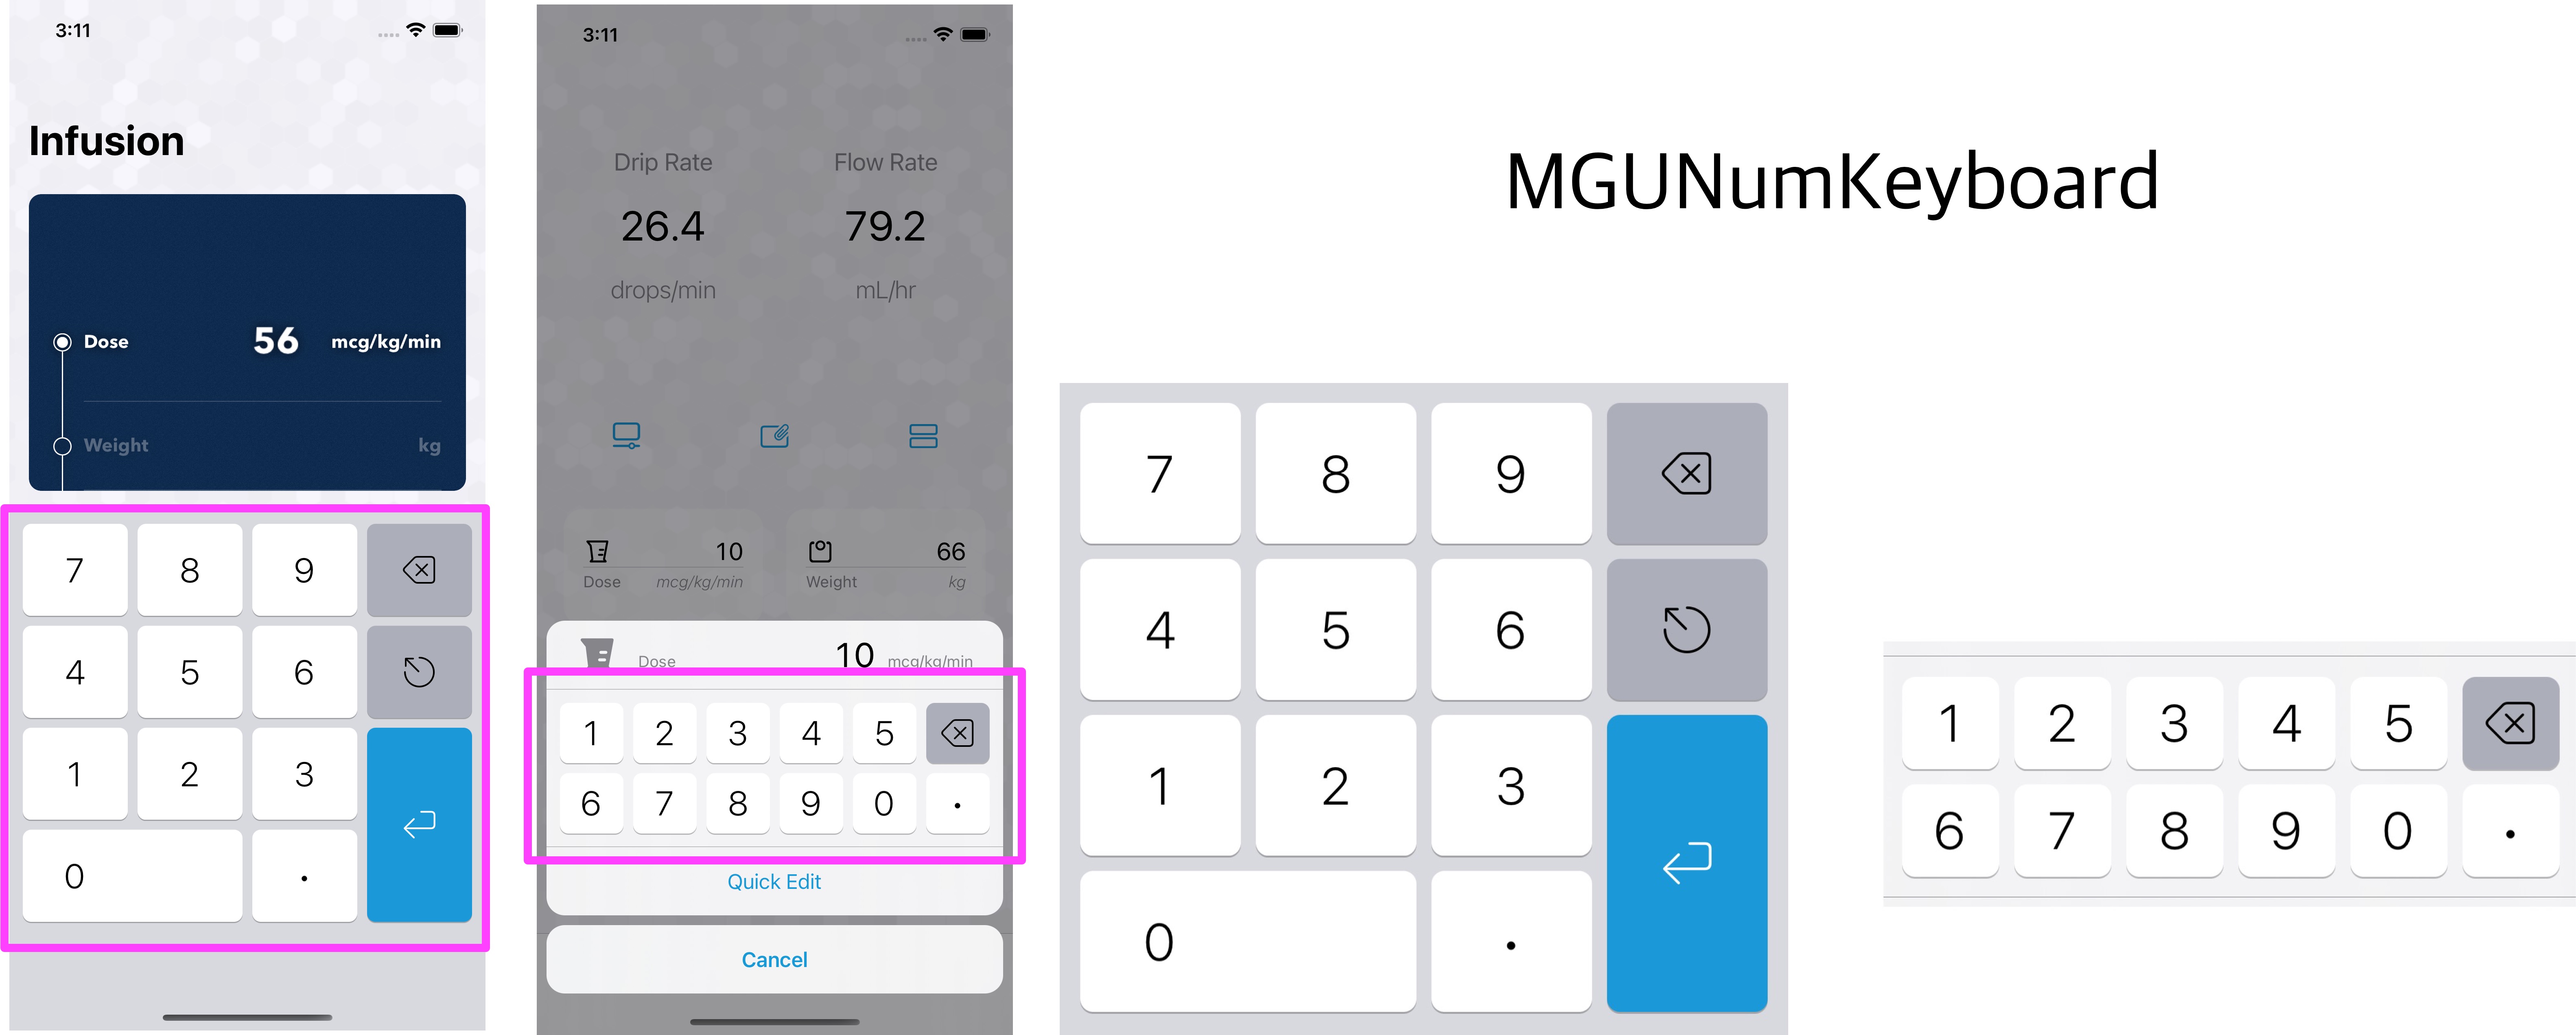 3:11
Infusion
Dose 56 mcg/kg/min
Weight kg
7 8 9
4 5 6
1 2 3
0 .
3:11
Drip Rate Flow Rate
26.4 79.2
drops/min mL/hr
10 66
Dose mcg/kg/min Weight kg
Dose 10 mcg/kg/min
1 2 3 4 5
6 7 8 9 0 .
Quick Edit
Cancel
MGUNumKeyboard
7 8 9
4 5 6
1 2 3
0 .
1 2 3 4 5
6 7 8 9 0 .